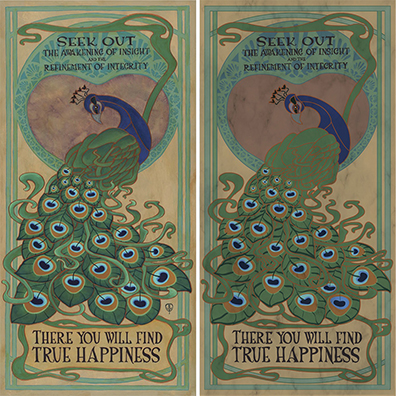 SEEK OUT
THE AWAKENING OF INSIGHT
AND THE
REFINEMENT OF INTEGRITY
THERE YOU WILL FIND
TRUE HAPPINESS
SEEK OUT
THE AWAKENING OF INSIGHT
AND THE
REFINEMENT OF INTEGRITY
THERE YOU WILL FIND
TRUE HAPPINESS